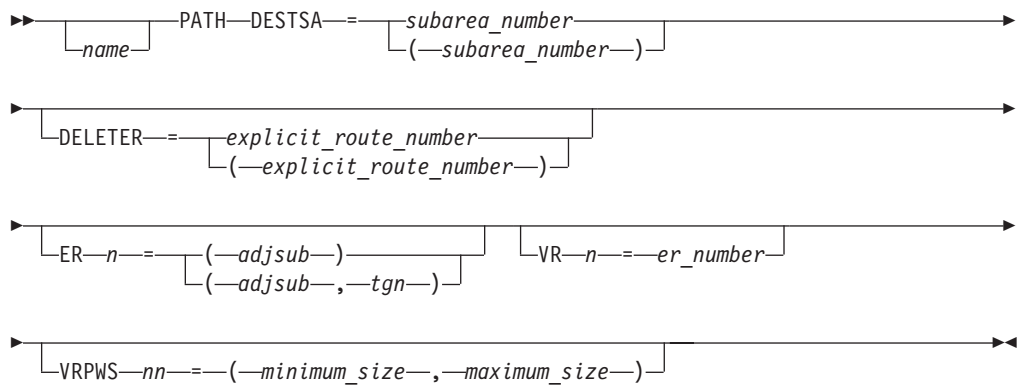 PATH DESTSA = subarea_number
name ( subarea_number )
DELETER = explicit_route_number
( explicit_route_number )
ER n = ( adjsub ) VR n = er_number
( adjsub , tgn )
VRPWS nn = ( minimum_size , maximum_size )